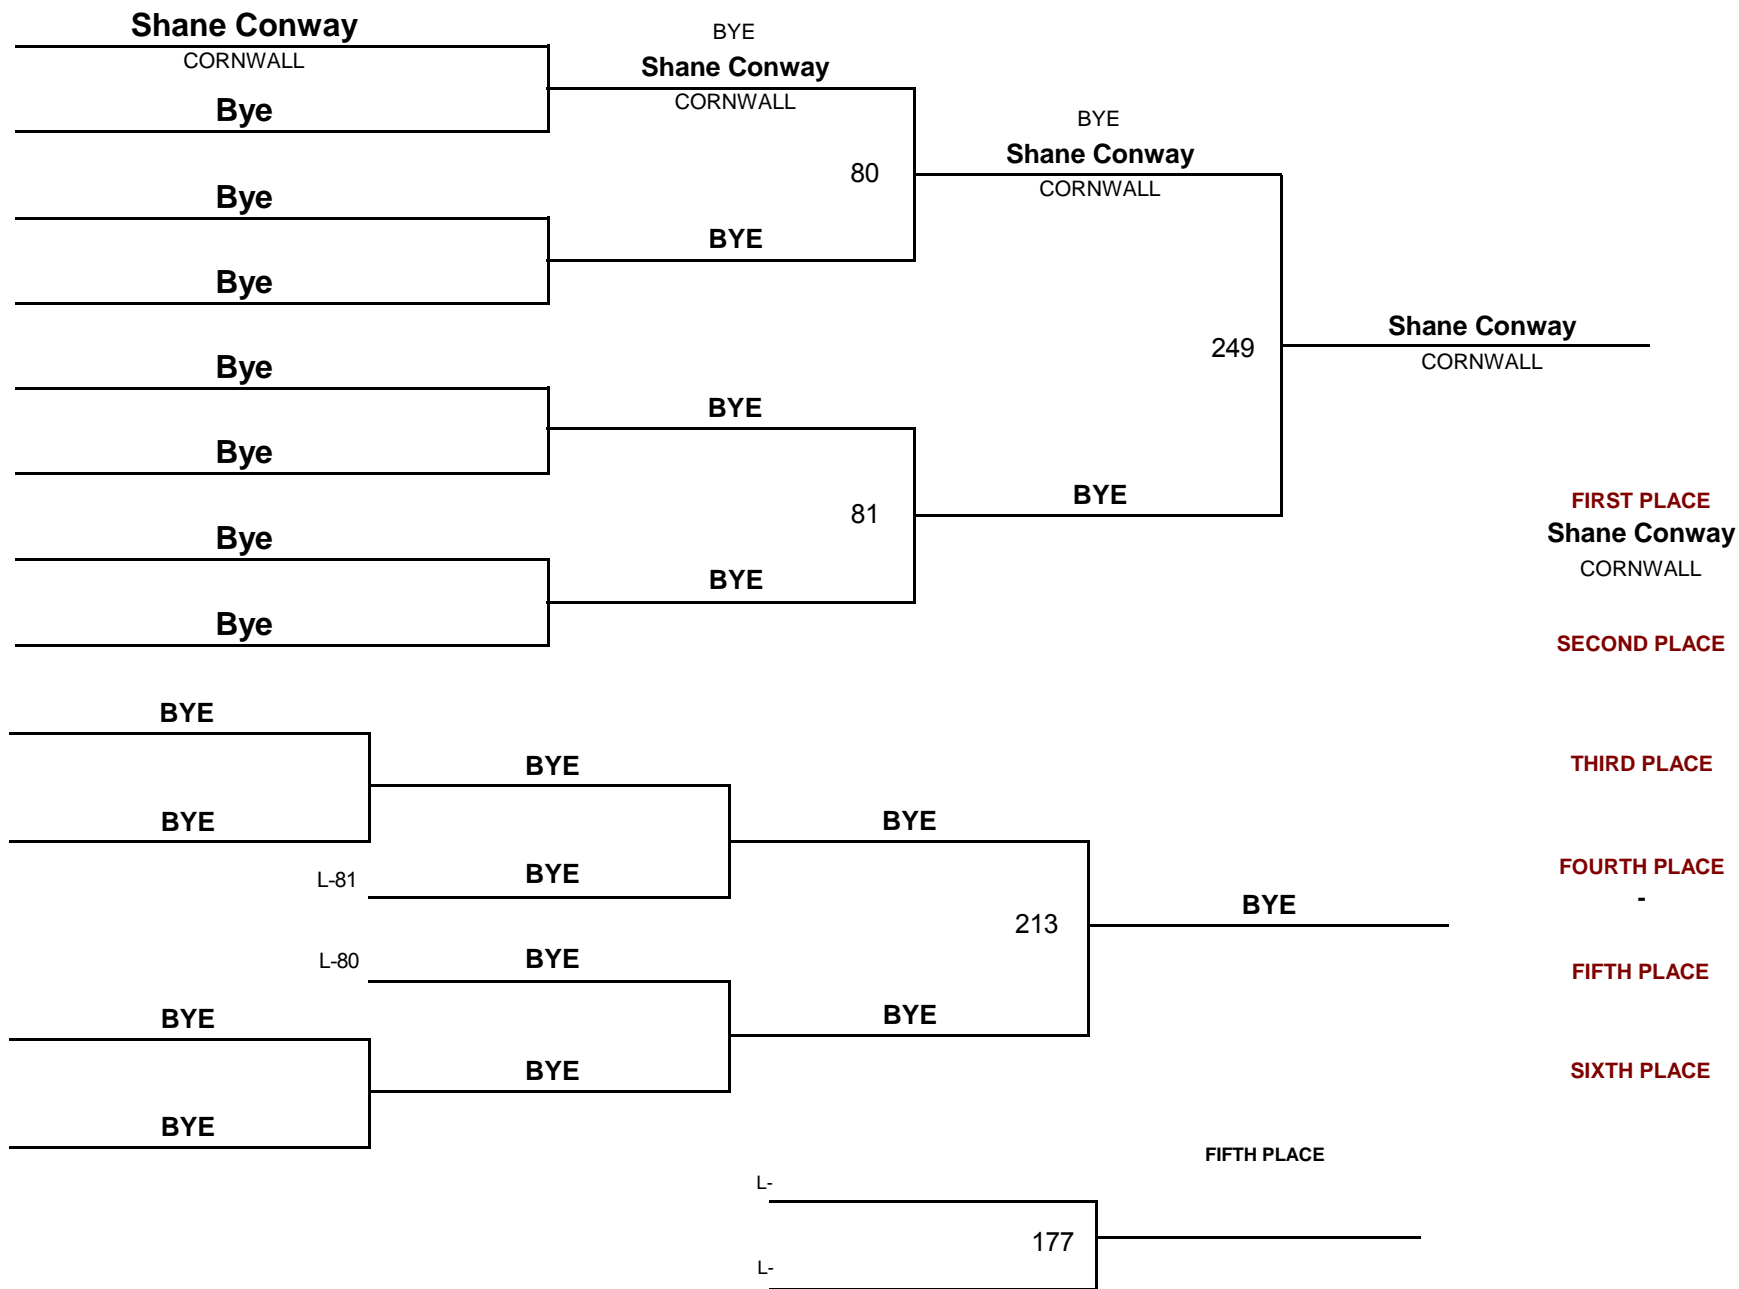 Shane Conway
CORNWALL
Bye
Bye
Bye
Bye
Bye
Bye
Bye
BYE
Shane Conway
CORNWALL
80
BYE
BYE
81
BYE
BYE
Shane Conway
CORNWALL
249
BYE
Shane Conway
CORNWALL
FIRST PLACE
Shane Conway
CORNWALL
SECOND PLACE
THIRD PLACE
FOURTH PLACE
-
FIFTH PLACE
SIXTH PLACE
BYE
BYE
BYE
BYE
BYE
L-81
BYE
L-80
BYE
BYE
BYE
213
BYE
BYE
FIFTH PLACE
L-
177
L-